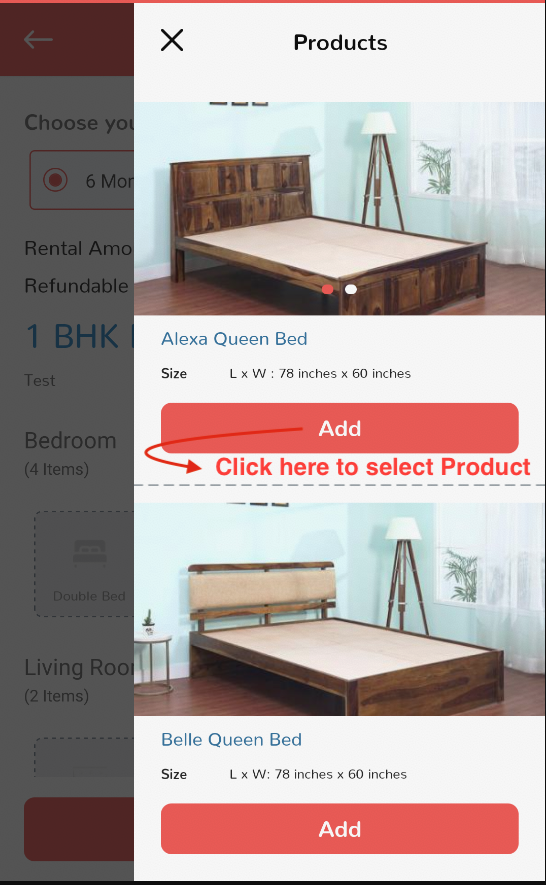 Products
Choose you
6 Mor
Rental Amo
Refundable
1 BHK
Test
Bedroom
(4 Items)
Double Bed
Living Roor
(2 Items)
Alexa Queen Bed
Size L x W : 78 inches x 60 inches
Add
Click here to select Product
Belle Queen Bed
Size L x W: 78 inches x 60 inches
Add